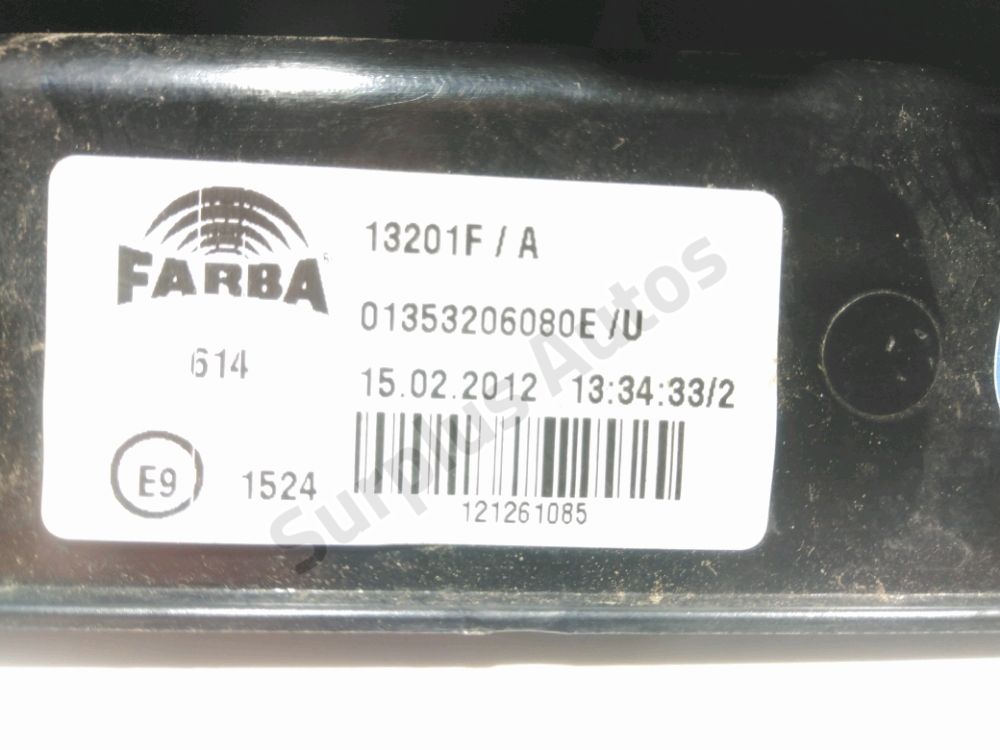 FARBA
614
E9
1524
13201F / A
01353206080E /U
15.02.2012 13:34:33/2
121261085
Surplus Autos